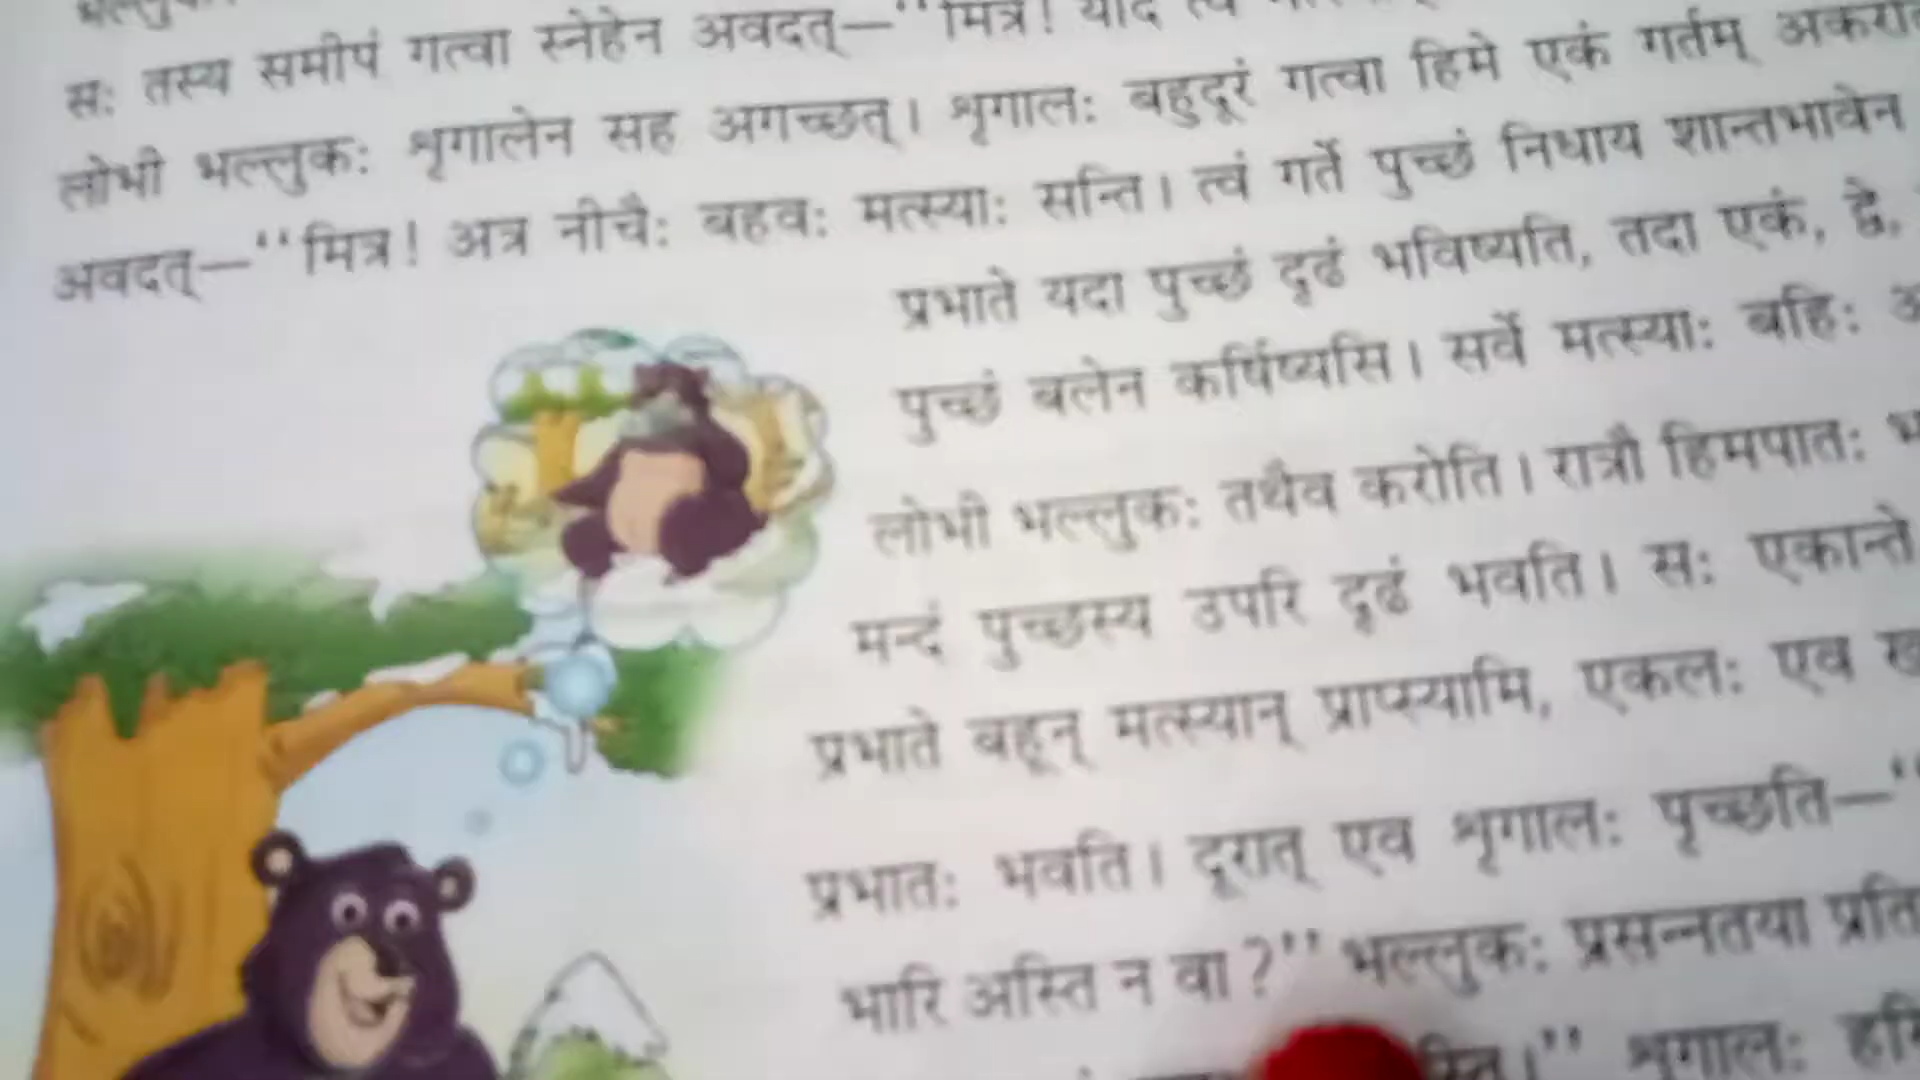 सः तस्य समीपं गत्वा स्नेहेन अवदत्—“मित्र! यदि त्वं
लोभी भल्लुकः शृगालेन सह अगच्छत्। शृगालः बहुदूरं गत्वा हिमे एकं गर्तम्
अवदत्—“मित्र! अत्र नीचैः बहवः मत्स्याः सन्ति। त्वं गर्ते पुच्छं निधाय शान्तभावेन
प्रभाते यदा पुच्छं दृढं भविष्यति, तदा एकं, द्वे,
पुच्छं बलेन कर्षिष्यसि। सर्वे मत्स्याः बहिः
लोभी भल्लुकः तथैव करोति। रात्रौ हिमपातः
मन्दं पुच्छस्य उपरि दृढं भवति। सः एकान्ते
प्रभाते बहून् मत्स्यान् प्राप्स्यामि, एकलः एव
प्रभातः भवति। दूरात् एव शृगालः पृच्छति—“
भारि अस्ति न वा?” भल्लुकः प्रसन्नतया
शृगालः